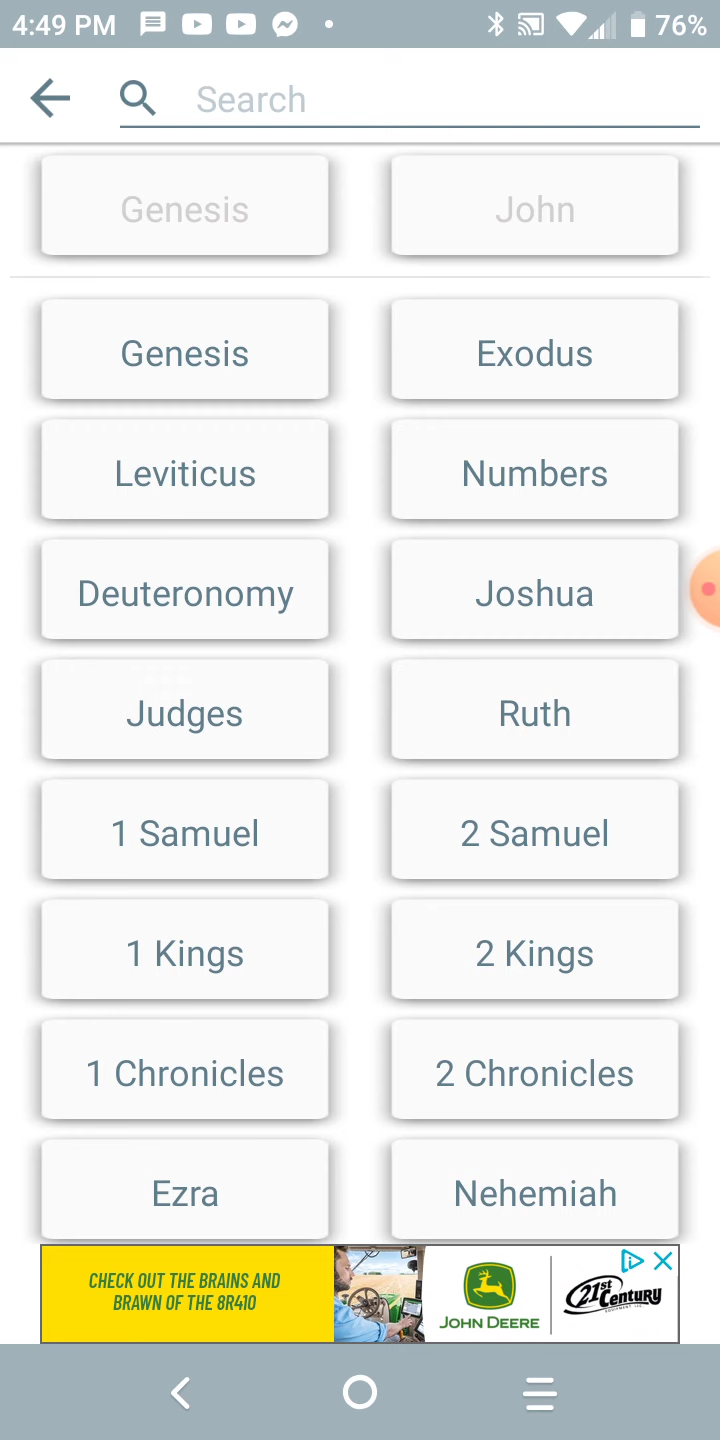 4:49 PM 76%
Search
Genesis John
Genesis Exodus
Leviticus Numbers
Deuteronomy Joshua
Judges Ruth
1 Samuel 2 Samuel
1 Kings 2 Kings
1 Chronicles 2 Chronicles
Ezra Nehemiah
CHECK OUT THE BRAINS AND
BRAWN OF THE 8R410
JOHN DEERE
21st Century